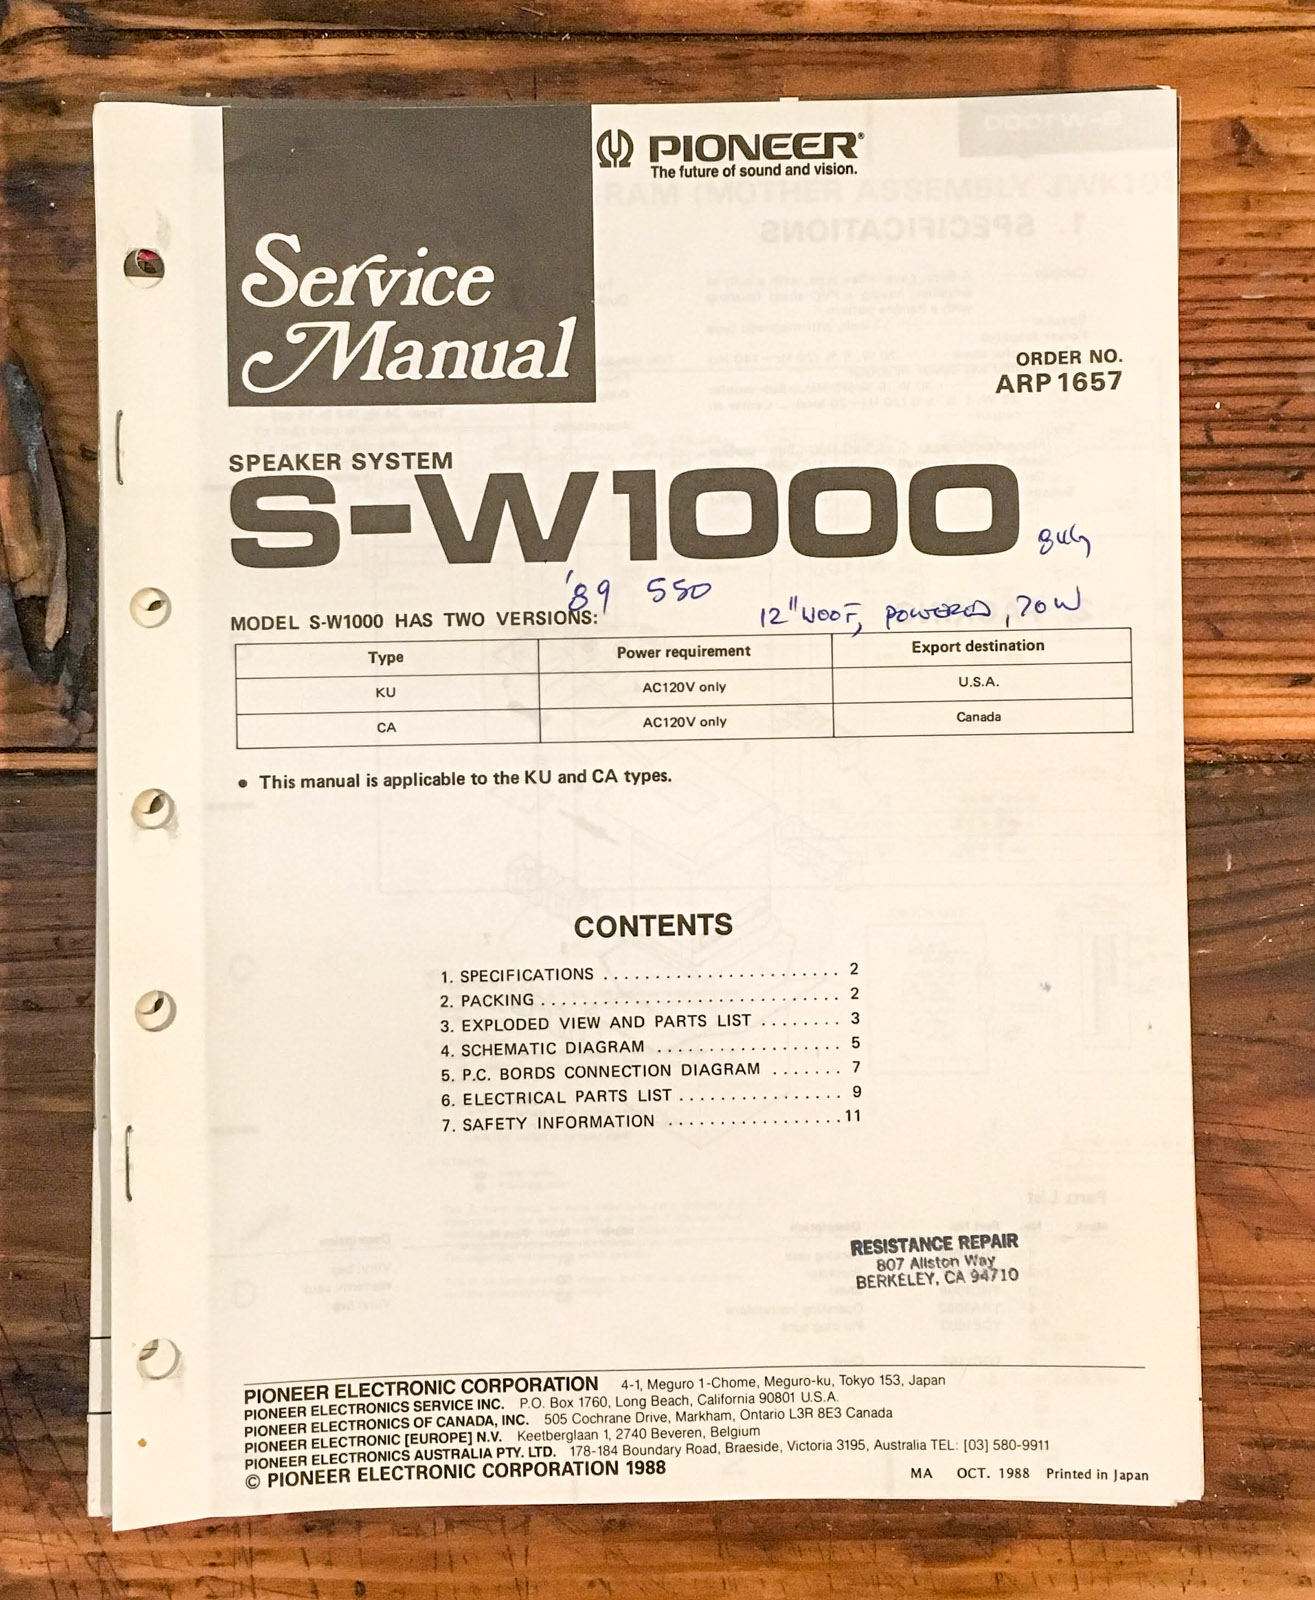 PIONEER®
The future of sound and vision.
Service
Manual
ORDER NO.
ARP1657
SPEAKER SYSTEM
S-W1000
'89 550
12" WOOF, POWERED, 70W
MODEL S-W1000 HAS TWO VERSIONS:
Type Power requirement Export destination
KU AC120V only U.S.A.
CA AC120V only Canada
• This manual is applicable to the KU and CA types.
CONTENTS
1. SPECIFICATIONS ....................... 2
2. PACKING ............................. 2
3. EXPLODED VIEW AND PARTS LIST ........ 3
4. SCHEMATIC DIAGRAM .................. 5
5. P.C. BORDS CONNECTION DIAGRAM ....... 7
6. ELECTRICAL PARTS LIST ................ 9
7. SAFETY INFORMATION ................. 11
RESISTANCE REPAIR
807 Allston Way
BERKELEY, CA 94710
PIONEER ELECTRONIC CORPORATION 4-1, Meguro 1-Chome, Meguro-ku, Tokyo 153, Japan
PIONEER ELECTRONICS SERVICE INC. P.O. Box 1760, Long Beach, California 90801 U.S.A.
PIONEER ELECTRONICS OF CANADA, INC. 505 Cochrane Drive, Markham, Ontario L3R 8E3 Canada
PIONEER ELECTRONIC [EUROPE] N.V. Keetberglaan 1, 2740 Beveren, Belgium
PIONEER ELECTRONICS AUSTRALIA PTY. LTD. 178-184 Boundary Road, Braeside, Victoria 3195, Australia TEL: [03] 580-9911
© PIONEER ELECTRONIC CORPORATION 1988
MA OCT. 1988 Printed in Japan